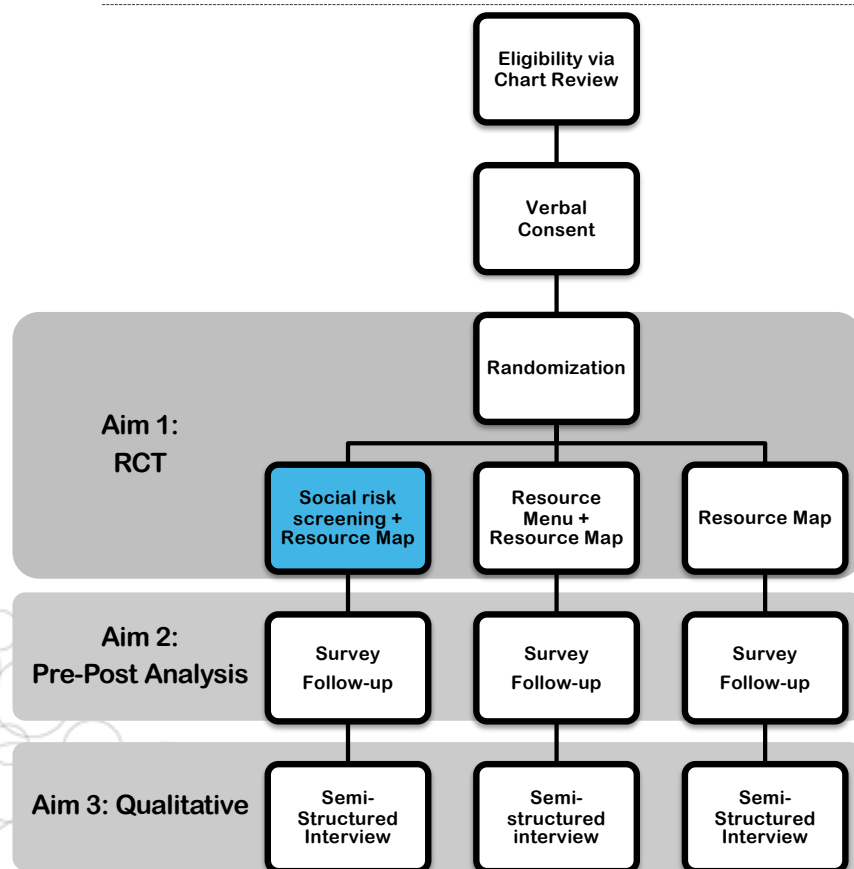 Eligibility via
Chart Review
Verbal
Consent
Aim 1:
RCT
Randomization
Social risk
screening +
Resource Map
Resource
Menu +
Resource Map
Resource Map
Aim 2:
Pre-Post Analysis
Survey
Follow-up
Survey
Follow-up
Survey
Follow-up
Aim 3: Qualitative
Semi-
Structured
Interview
Semi-
structured
interview
Semi-
Structured
Interview